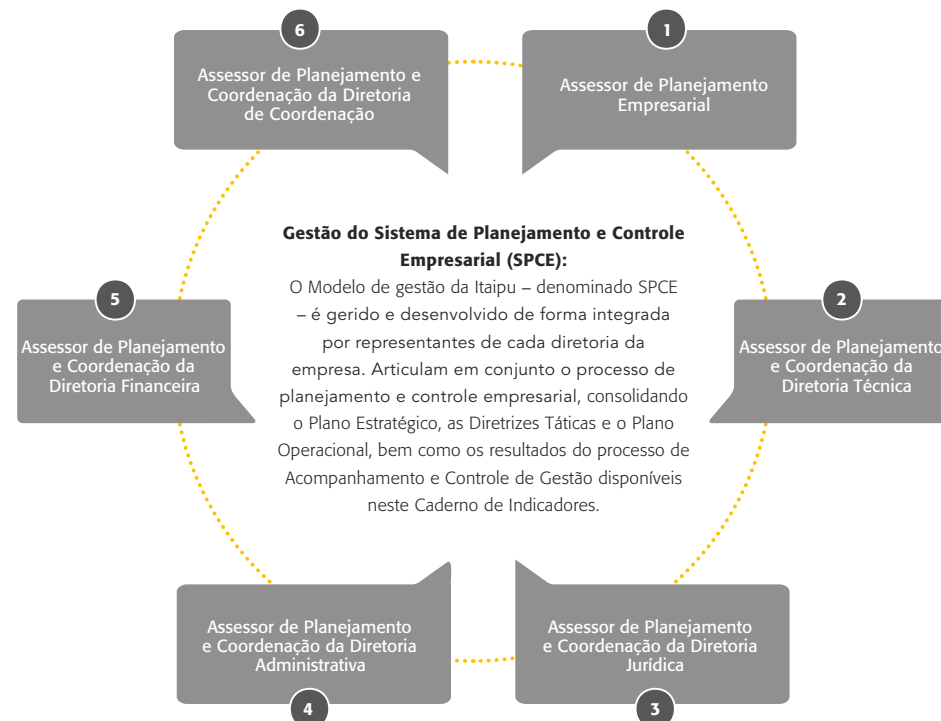 6
Assessor de Planejamento e
Coordenação da Diretoria
de Coordenação
1
Assessor de Planejamento
Empresarial
Gestão do Sistema de Planejamento e Controle
Empresarial (SPCE):
O Modelo de gestão da Itaipu – denominado SPCE
– é gerido e desenvolvido de forma integrada
por representantes de cada diretoria da
empresa. Articulam em conjunto o processo de
planejamento e controle empresarial, consolidando
o Plano Estratégico, as Diretrizes Táticas e o Plano
Operacional, bem como os resultados do processo de
Acompanhamento e Controle de Gestão disponíveis
neste Caderno de Indicadores.
5
Assessor de Planejamento
e Coordenação da
Diretoria Financeira
2
Assessor de Planejamento
e Coordenação da
Diretoria Técnica
Assessor de Planejamento
e Coordenação da Diretoria
Administrativa
4
Assessor de Planejamento
e Coordenação da Diretoria
Jurídica
3